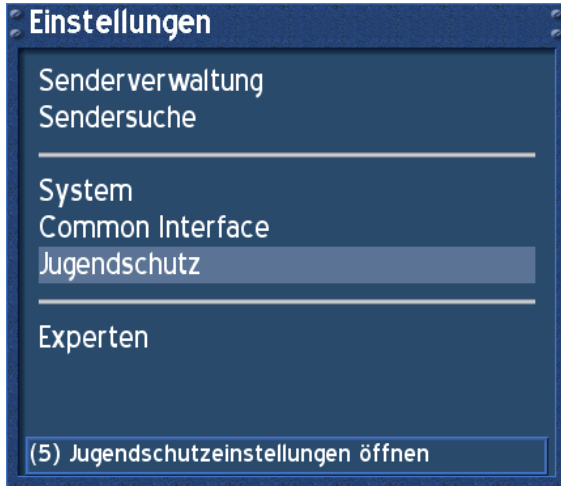 Einstellungen
Senderverwaltung
Sendersuche
System
Common Interface
Jugendschutz
Experten
(5) Jugendschutzeinstellungen öffnen